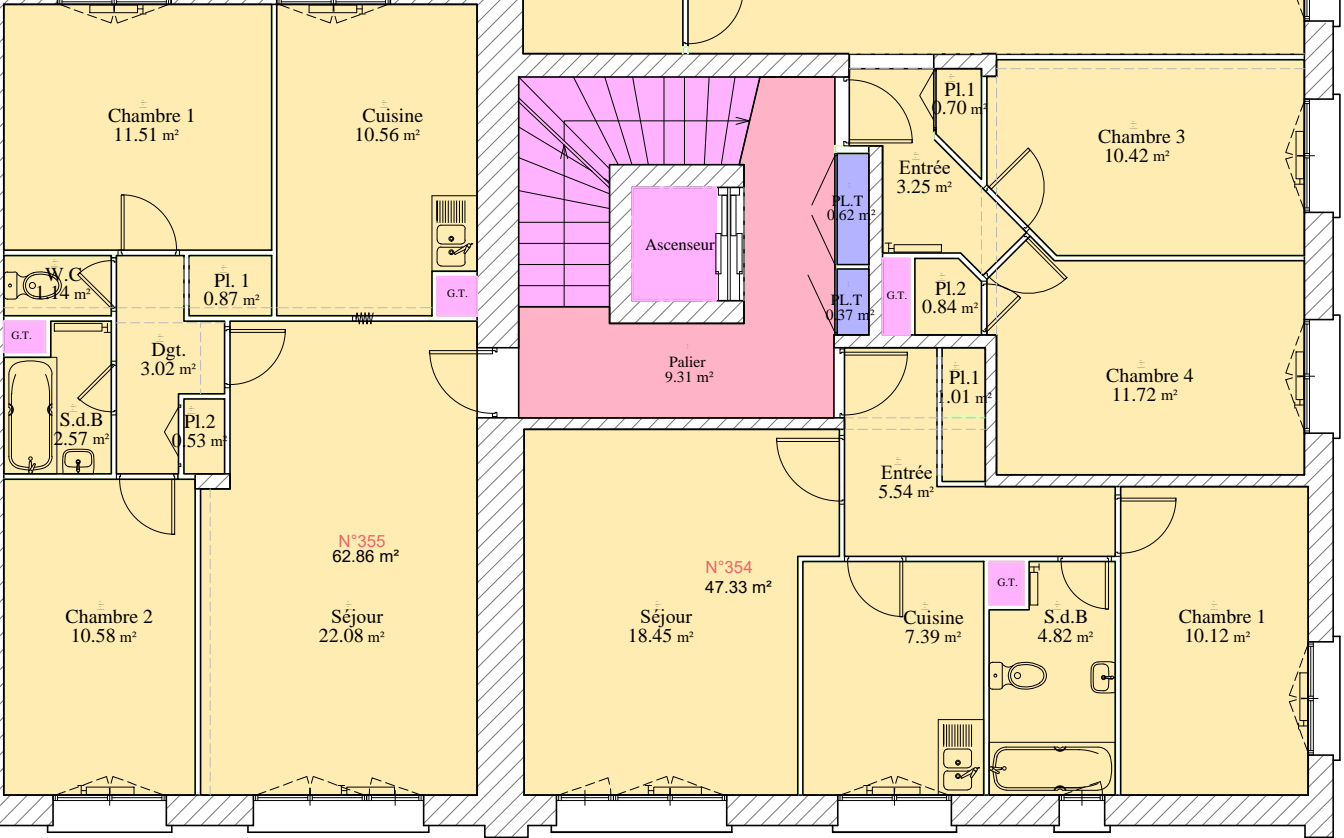 Chambre 1
11.51 m²
Cuisine
10.56 m²
Pl.1
0.70 m²
Chambre 3
10.42 m²
Entrée
3.25 m²
PL.T
0.62 m²
Ascenseur
W.C
1.14 m²
Pl. 1
0.87 m²
G.T.
G.T.
Pl.2
0.84 m²
PL.T
0.37 m²
G.T.
Dgt.
3.02 m²
Palier
9.31 m²
Pl.1
1.01 m²
Chambre 4
11.72 m²
S.d.B
2.57 m²
Pl.2
0.53 m²
Entrée
5.54 m²
N°355
62.86 m²
N°354
47.33 m²
G.T.
Chambre 2
10.58 m²
Séjour
22.08 m²
Séjour
18.45 m²
Cuisine
7.39 m²
S.d.B
4.82 m²
Chambre 1
10.12 m²